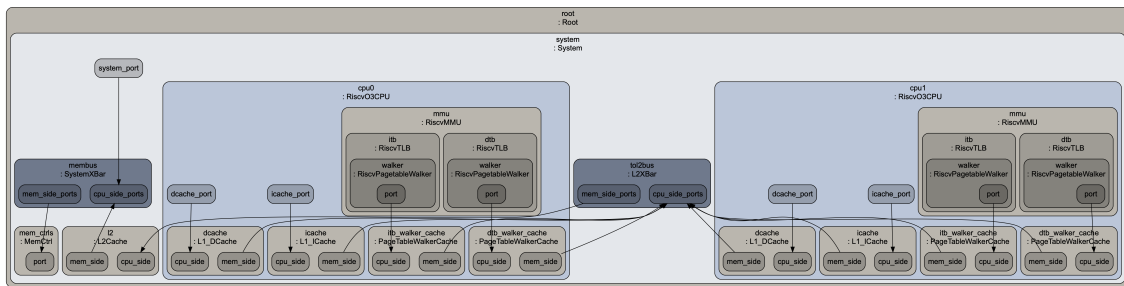 root
: Root
system
: System
system_port
cpu0
: RiscvO3CPU
cpu1
: RiscvO3CPU
mmu
: RiscvMMU
mmu
: RiscvMMU
itb
: RiscvTLB
dtb
: RiscvTLB
itb
: RiscvTLB
dtb
: RiscvTLB
membus
: SystemXBar
walker
: RiscvPagetableWalker
walker
: RiscvPagetableWalker
tol2bus
: L2XBar
walker
: RiscvPagetableWalker
walker
: RiscvPagetableWalker
mem_side_ports
cpu_side_ports
dcache_port
icache_port
port
port
mem_side_ports
cpu_side_ports
dcache_port
icache_port
port
port
mem_ctrls
: MemCtrl
l2
: L2Cache
dcache
: L1_DCache
icache
: L1_ICache
itb_walker_cache
: PageTableWalkerCache
dtb_walker_cache
: PageTableWalkerCache
dcache
: L1_DCache
icache
: L1_ICache
itb_walker_cache
: PageTableWalkerCache
dtb_walker_cache
: PageTableWalkerCache
port
mem_side
cpu_side
cpu_side
mem_side
cpu_side
mem_side
cpu_side
mem_side
cpu_side
mem_side
mem_side
cpu_side
mem_side
cpu_side
mem_side
cpu_side
mem_side
cpu_side